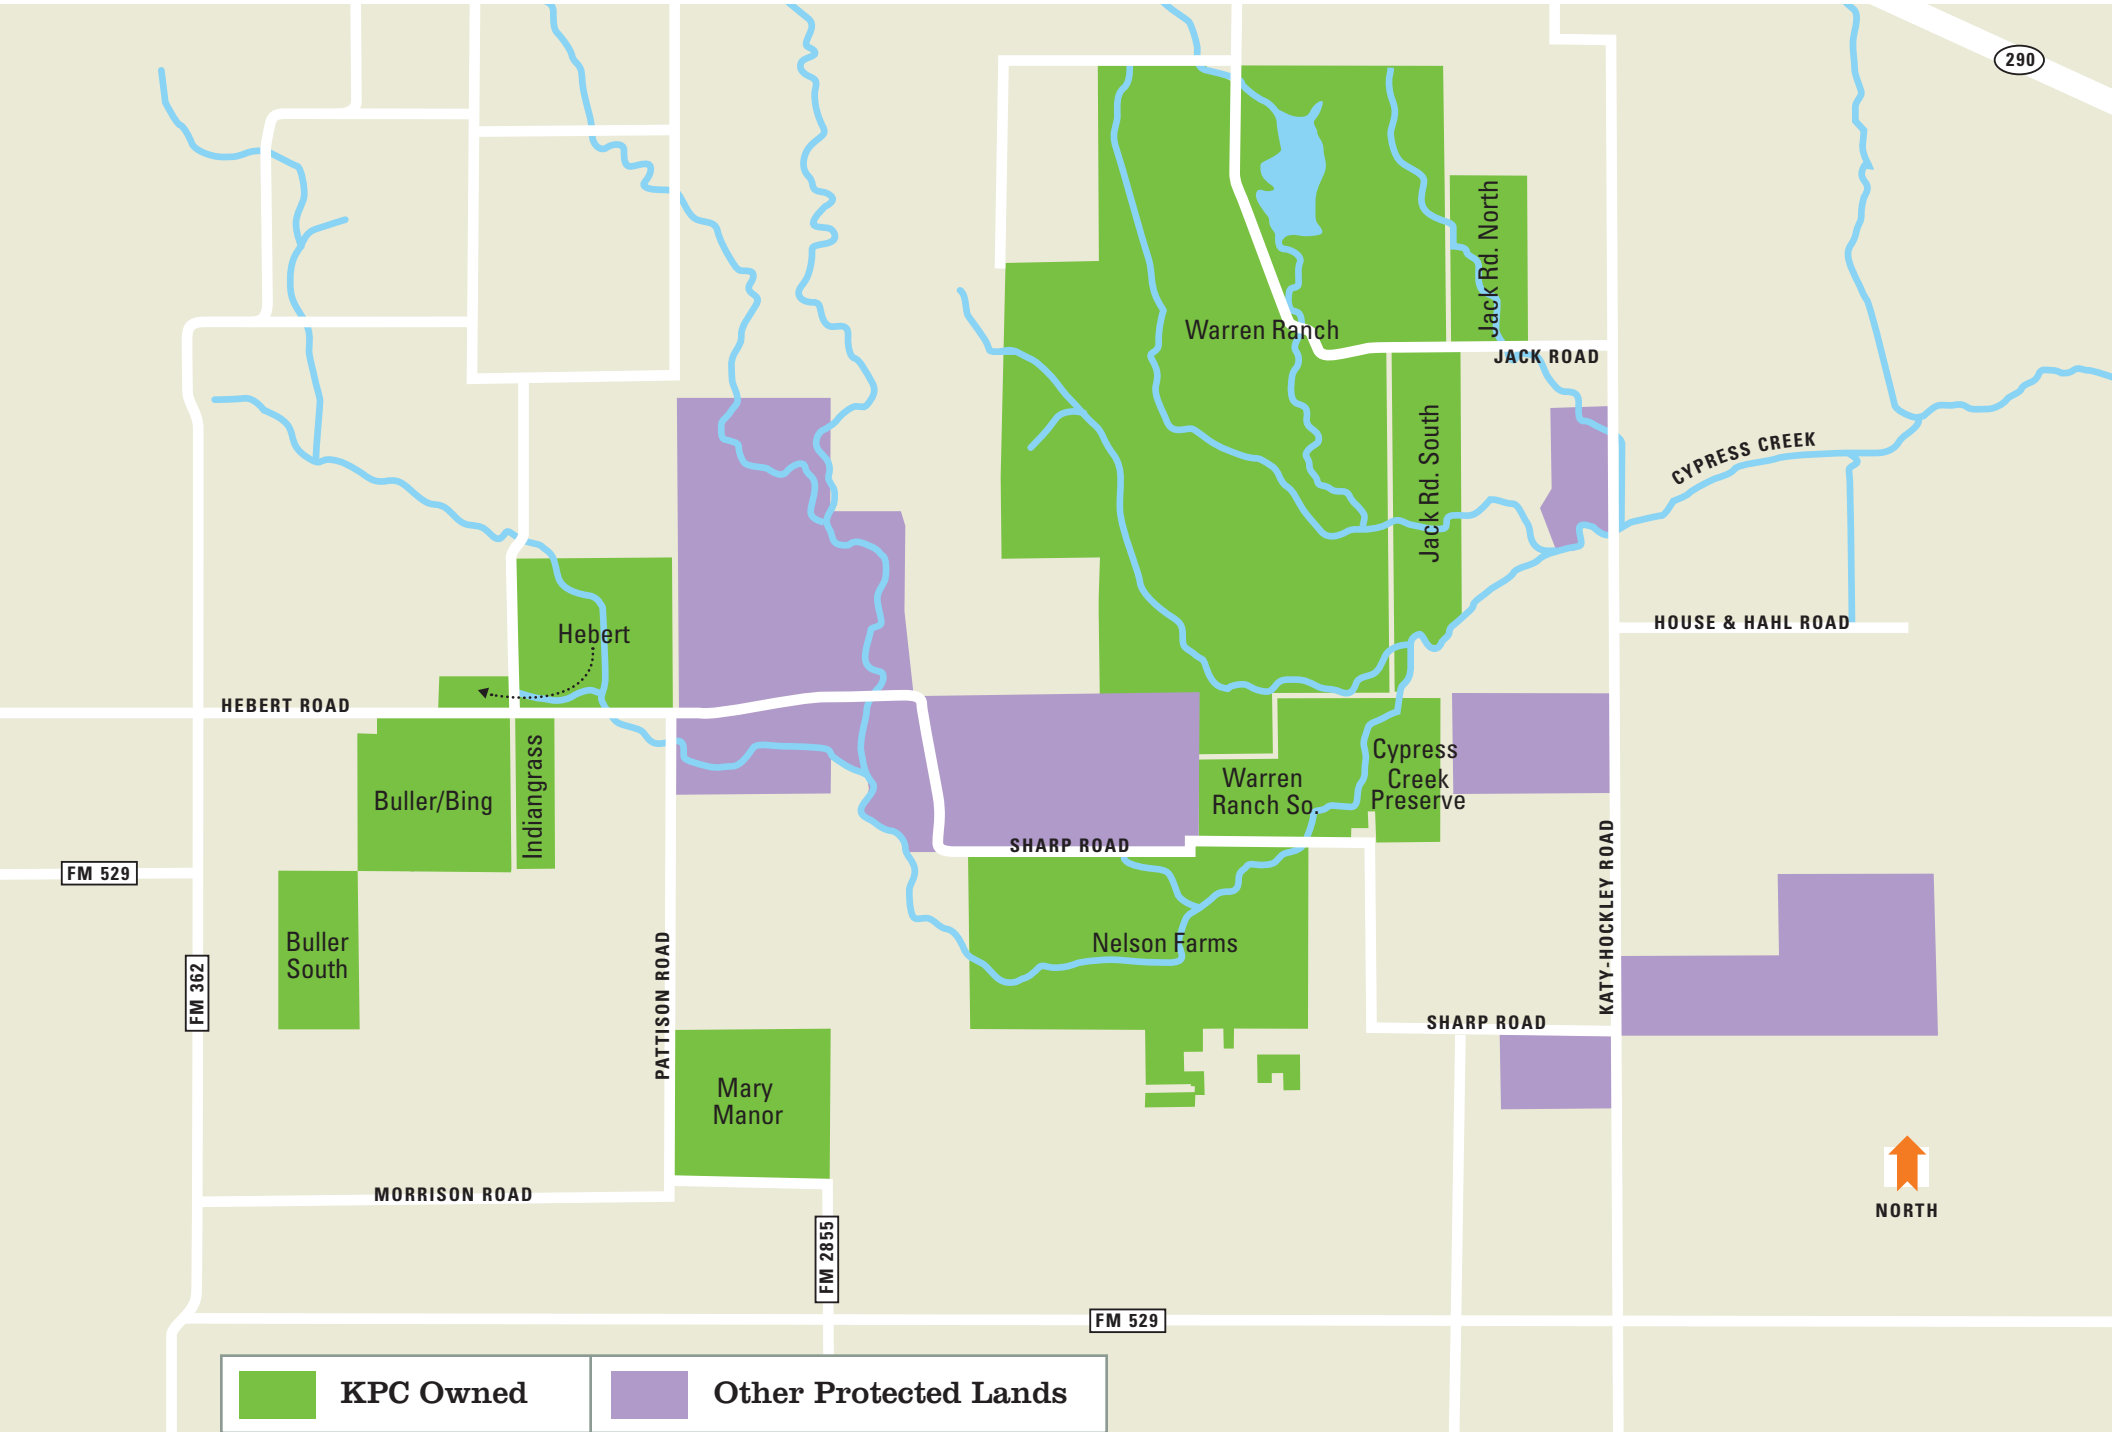 290
Jack Rd. North
Warren Ranch
JACK ROAD
Jack Rd. South
CYPRESS CREEK
HOUSE & HAHL ROAD
Hebert
HEBERT ROAD
Indiangrass
Buller/Bing
Cypress
Creek
Preserve
Warren
Ranch So.
SHARP ROAD
FM 529
KATY-HOCKLEY ROAD
Buller
South
Nelson Farms
FM 362
PATTISON ROAD
SHARP ROAD
Mary
Manor
MORRISON ROAD
NORTH
FM 2855
FM 529
KPC Owned
Other Protected Lands